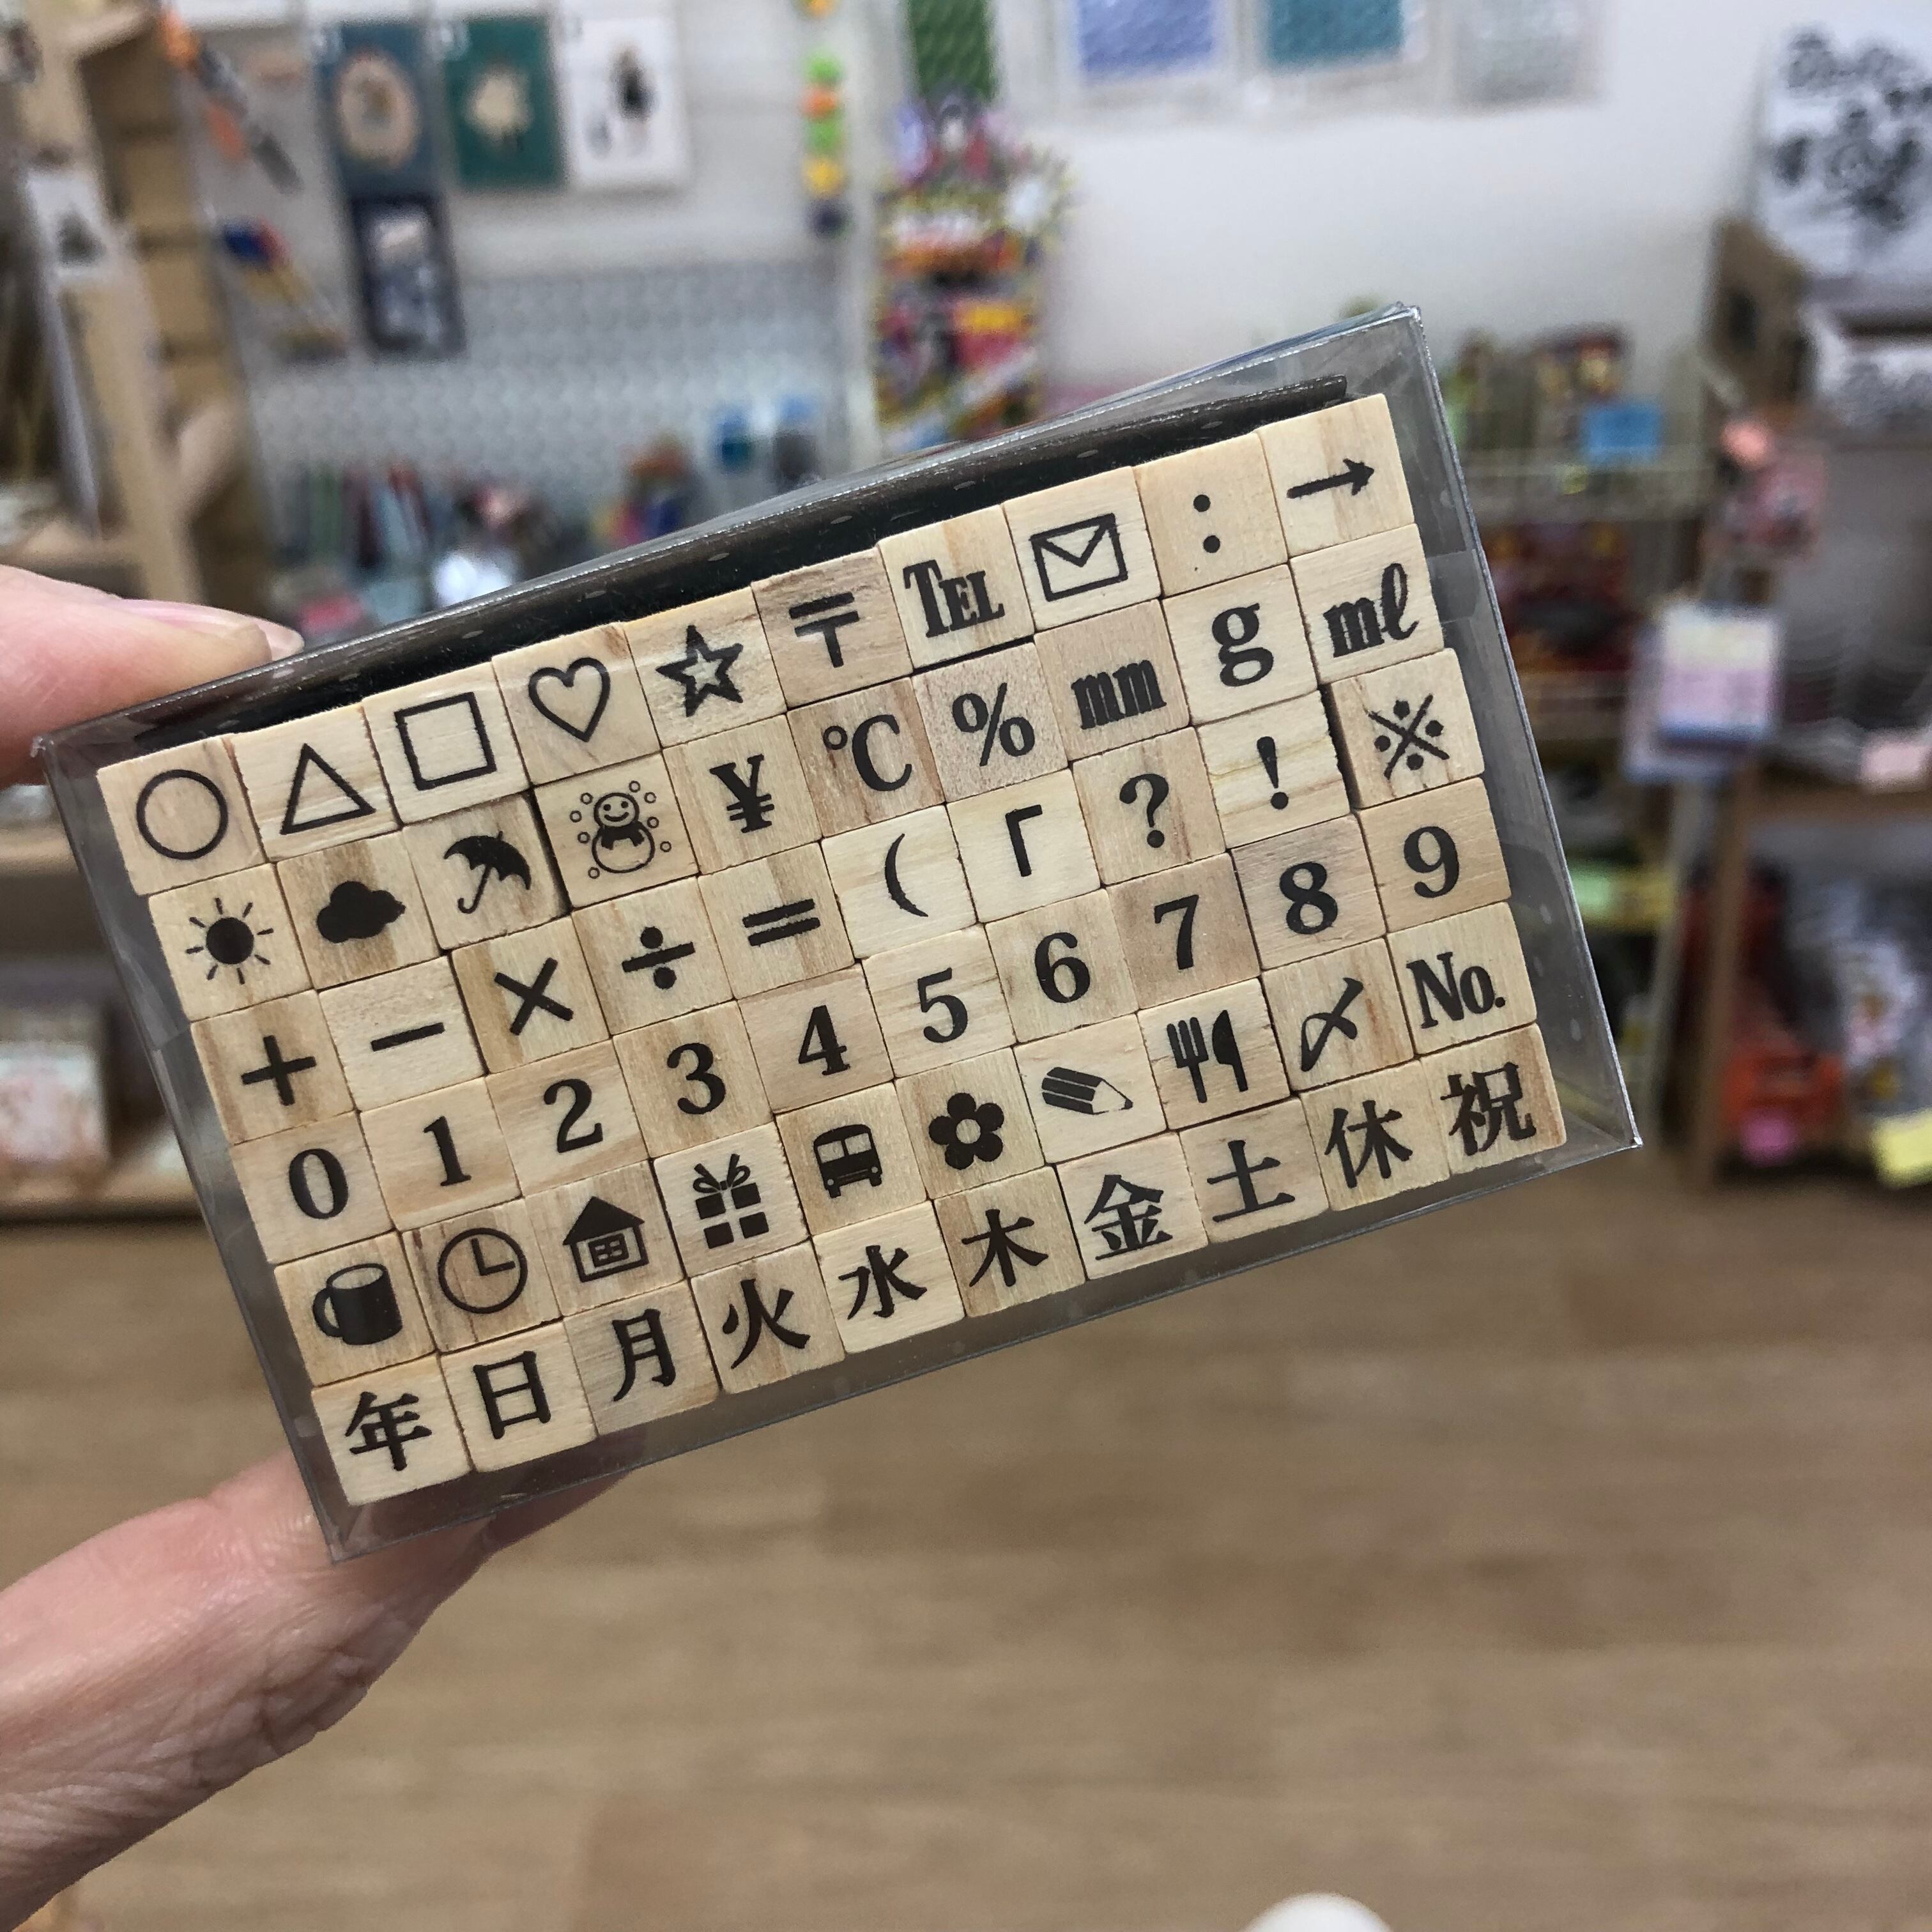 ○ △ □ ♡ ☆ 〒 TEL ✉ : →
☀ ☁ ☂ ☃ ¥ ℃ % mm g ml
+ − × ÷ = ( 「 ? ! ※
0 1 2 3 4 5 6 7 8 9
〆 No.
年 日 月 火 水 木 金 土 休 祝